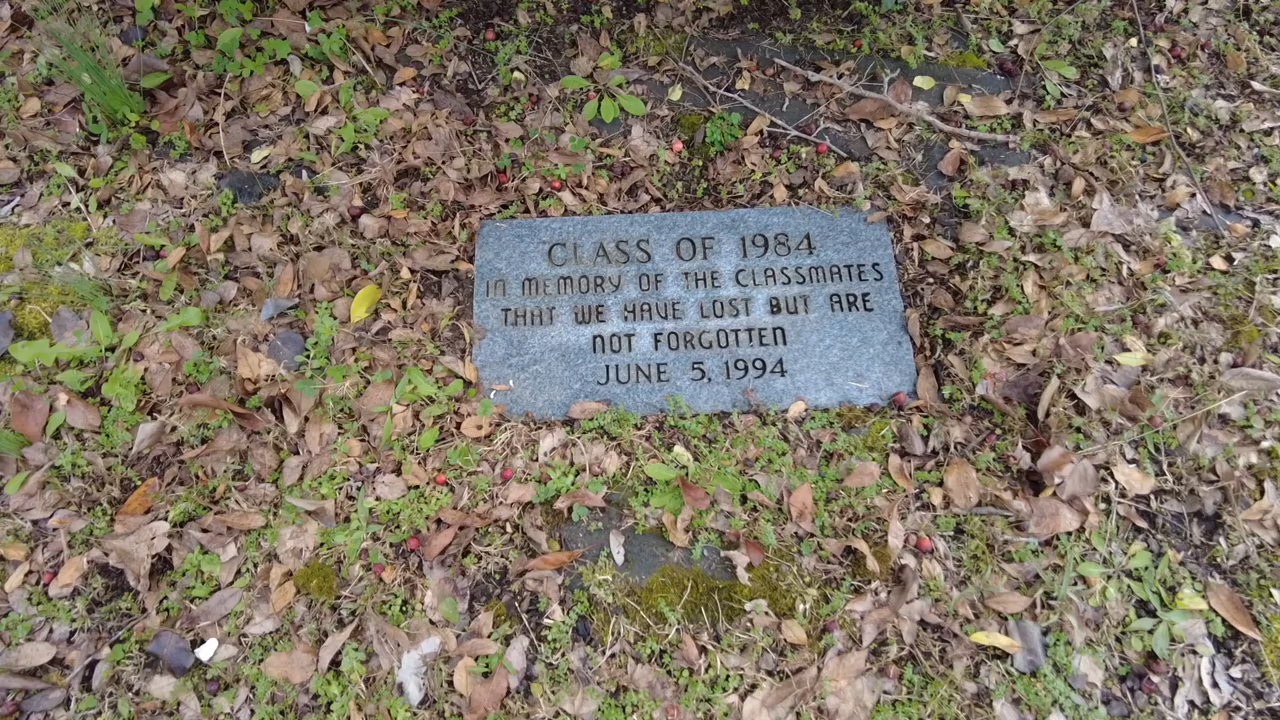 CLASS OF 1984
IN MEMORY OF THE CLASSMATES
THAT WE HAVE LOST BUT ARE
NOT FORGOTTEN
JUNE 5, 1994